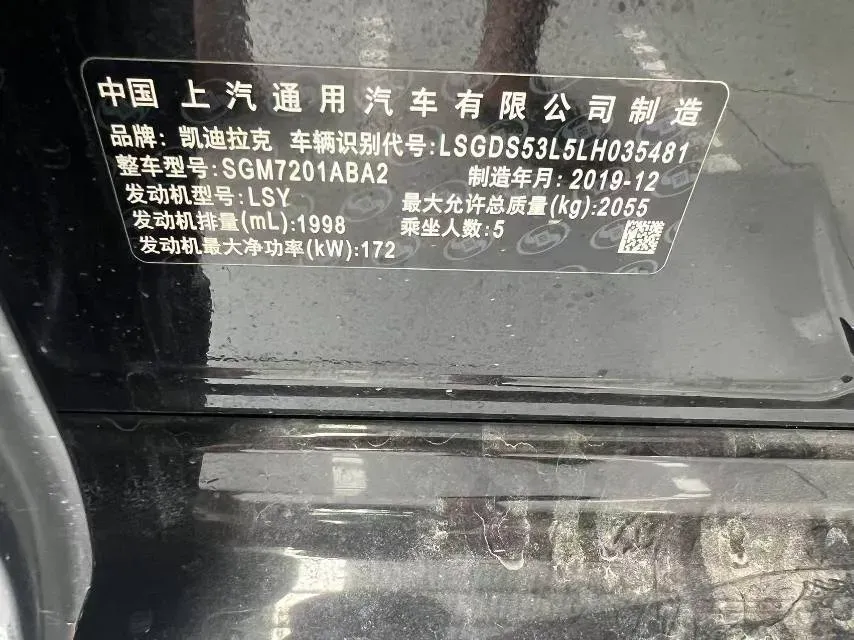 中国 上汽通用汽车有限公司制造
品牌: 凯迪拉克 车辆识别代号:LSGDS53L5LH035481
整车型号:SGM7201ABA2 制造年月: 2019-12
发动机型号:LSY 最大允许总质量(kg):2055
发动机排量(mL):1998 乘坐人数:5
发动机最大净功率(kW):172